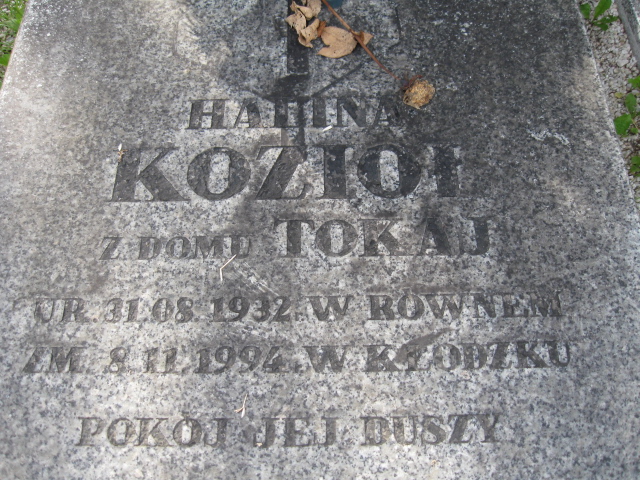 HALINA
KOZIOŁ
Z DOMU TOKAJ
UR. 31.08.1932. W RÓWNEM
ZM. 8.11.1994. W KŁODZKU
POKÓJ JEJ DUSZY